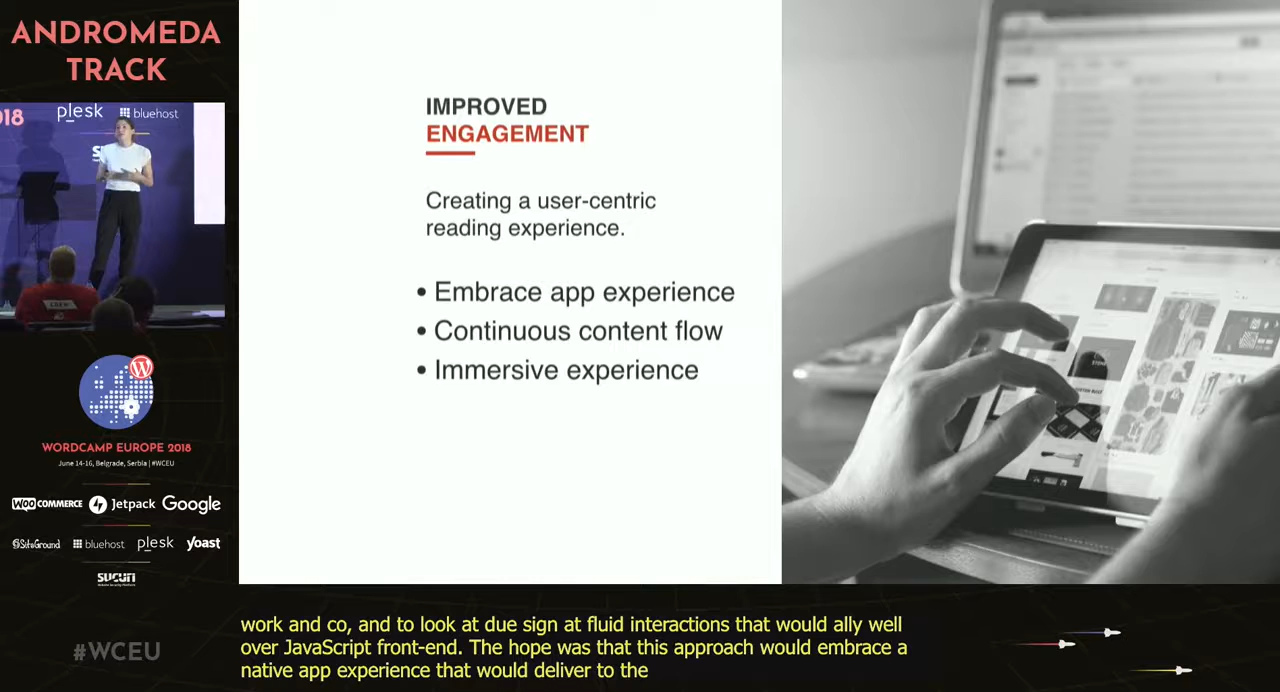 ANDROMEDA
TRACK
018
plesk
bluehost
WORDCAMP EUROPE 2018
June 14-16, Belgrade, Serbia | #WCEU
WOO COMMERCE
Jetpack
Google
SiteGround
bluehost
plesk
yoast
SUCURI
#WCEU
IMPROVED
ENGAGEMENT
Creating a user-centric
reading experience.
• Embrace app experience
• Continuous content flow
• Immersive experience
work and co, and to look at due sign at fluid interactions that would ally well
over JavaScript front-end. The hope was that this approach would embrace a
native app experience that would deliver to the